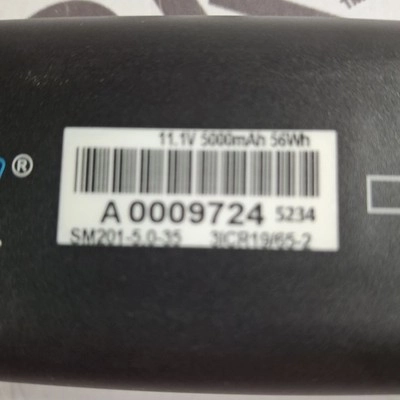 11.1V 5000mAh 56Wh
®
A 0009724 5234
SM201-5.0-35 3ICR19/65-2